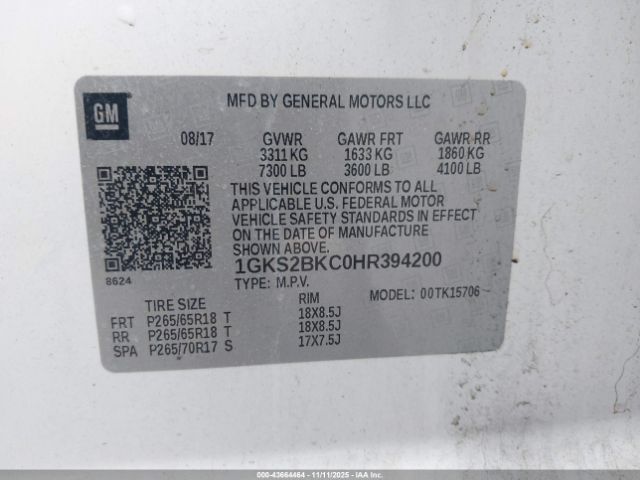 GM
MFD BY GENERAL MOTORS LLC
08/17 GVWR GAWR FRT GAWR RR
3311 KG 1633 KG 1860 KG
7300 LB 3600 LB 4100 LB
THIS VEHICLE CONFORMS TO ALL
APPLICABLE U.S. FEDERAL MOTOR
VEHICLE SAFETY STANDARDS IN EFFECT
ON THE DATE OF MANUFACTURE
SHOWN ABOVE.
8624
1GKS2BKC0HR394200
TYPE: M.P.V. MODEL: 00TK15706
TIRE SIZE RIM
FRT P265/65R18 T 18X8.5J
RR P265/65R18 T 18X8.5J
SPA P265/70R17 S 17X7.5J
000-43664464 - 11/11/2025 - IAAI.COM